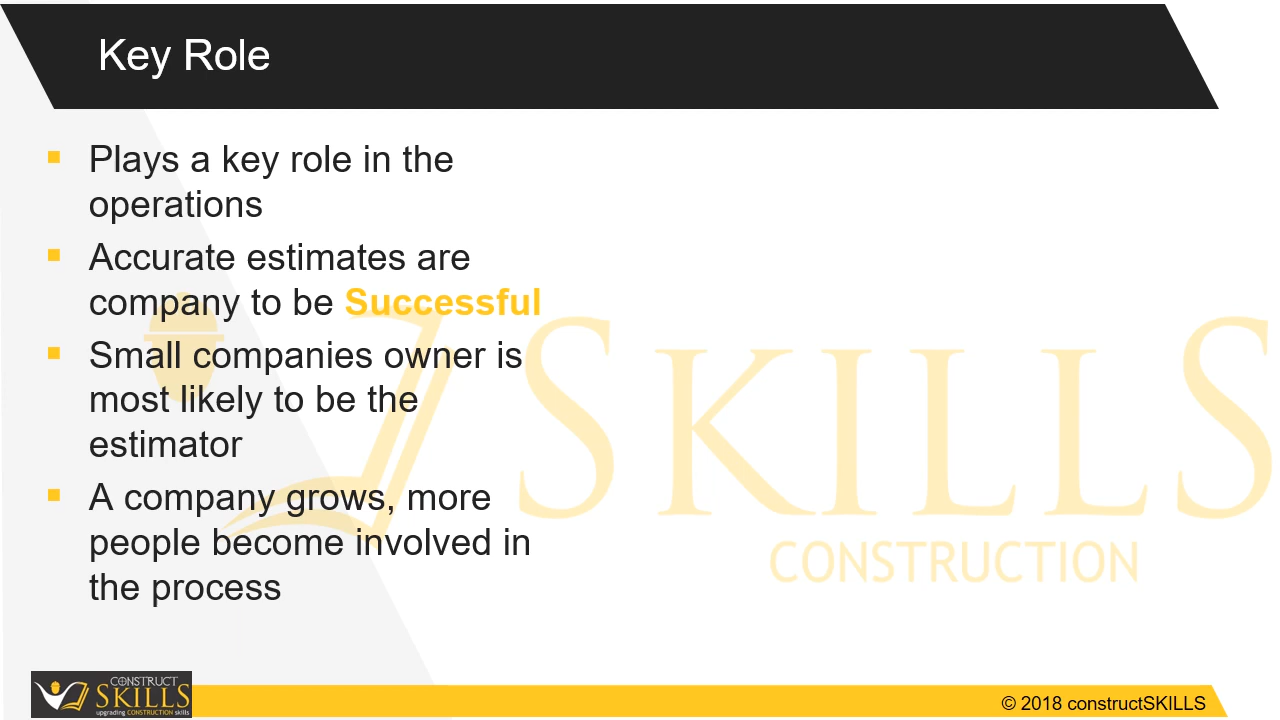 Key Role
Plays a key role in the
operations
Accurate estimates are
company to be Successful
Small companies owner is
most likely to be the
estimator
A company grows, more
people become involved in
the process
SKILLS
CONSTRUCTION
CONSTRUCT
SKILLS
upgrading CONSTRUCTION skills
© 2018 constructSKILLS